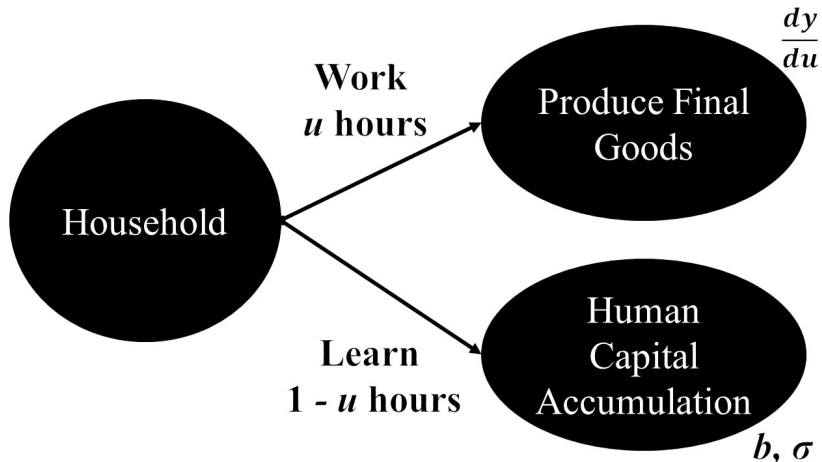 dy
du
Work
u hours
Produce Final
Goods
Household
Human
Capital
Accumulation
Learn
1 - u hours
b, σ